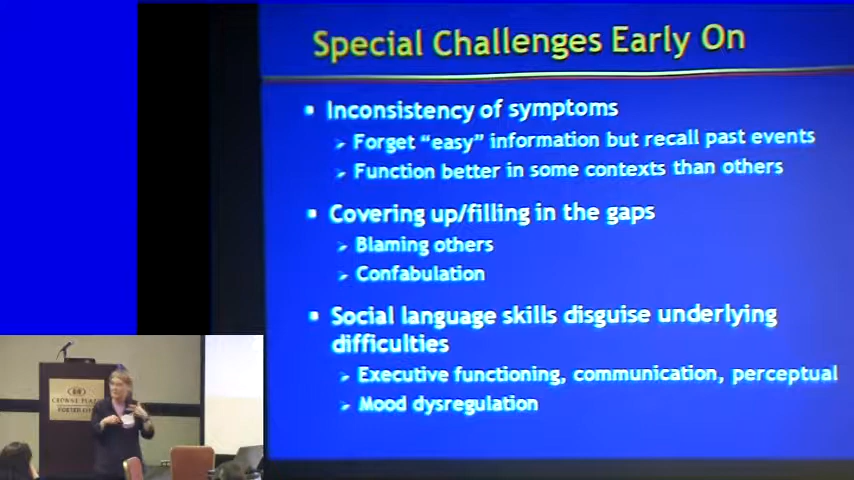 Special Challenges Early On
Inconsistency of symptoms
Forget “easy” information but recall past events
Function better in some contexts than others
Covering up/filling in the gaps
Blaming others
Confabulation
Social language skills disguise underlying
difficulties
Executive functioning, communication, perceptual
Mood dysregulation